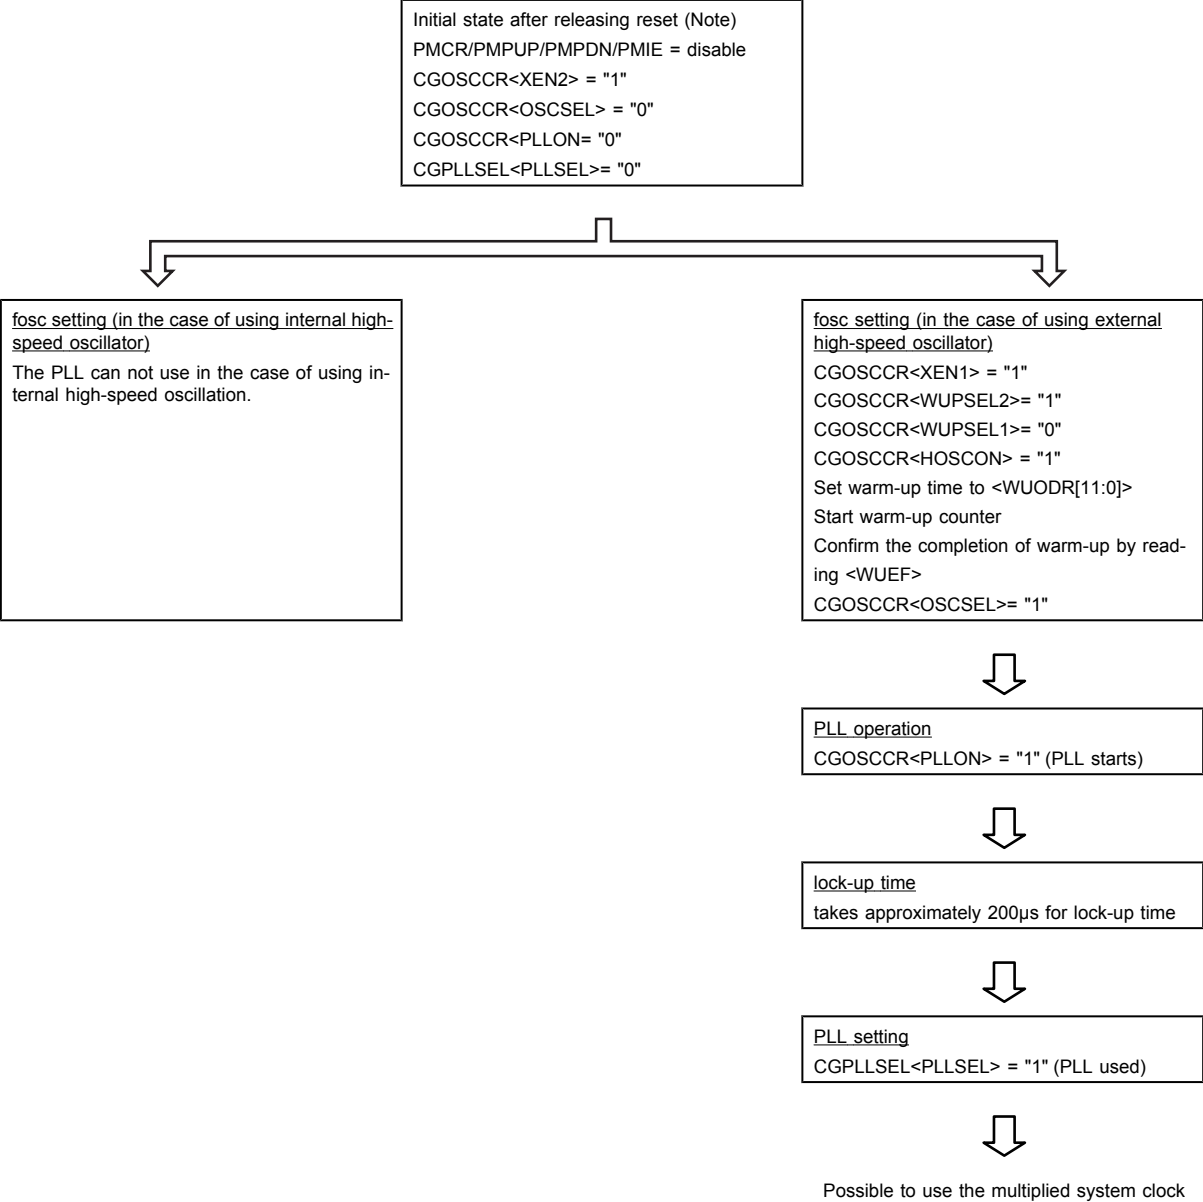 Initial state after releasing reset (Note)
PMCR/PMPUP/PMPDN/PMIE = disable
CGOSCCR<XEN2> = "1"
CGOSCCR<OSCSEL> = "0"
CGOSCCR<PLLON= "0"
CGPLLSEL<PLLSEL>= "0"
fosc setting (in the case of using internal high-
speed oscillator)
The PLL can not use in the case of using in-
ternal high-speed oscillation.
fosc setting (in the case of using external
high-speed oscillator)
CGOSCCR<XEN1> = "1"
CGOSCCR<WUPSEL2>= "1"
CGOSCCR<WUPSEL1>= "0"
CGOSCCR<HOSCON> = "1"
Set warm-up time to <WUODR[11:0]>
Start warm-up counter
Confirm the completion of warm-up by read-
ing <WUEF>
CGOSCCR<OSCSEL>= "1"
PLL operation
CGOSCCR<PLLON> = "1" (PLL starts)
lock-up time
takes approximately 200μs for lock-up time
PLL setting
CGPLLSEL<PLLSEL> = "1" (PLL used)
Possible to use the multiplied system clock